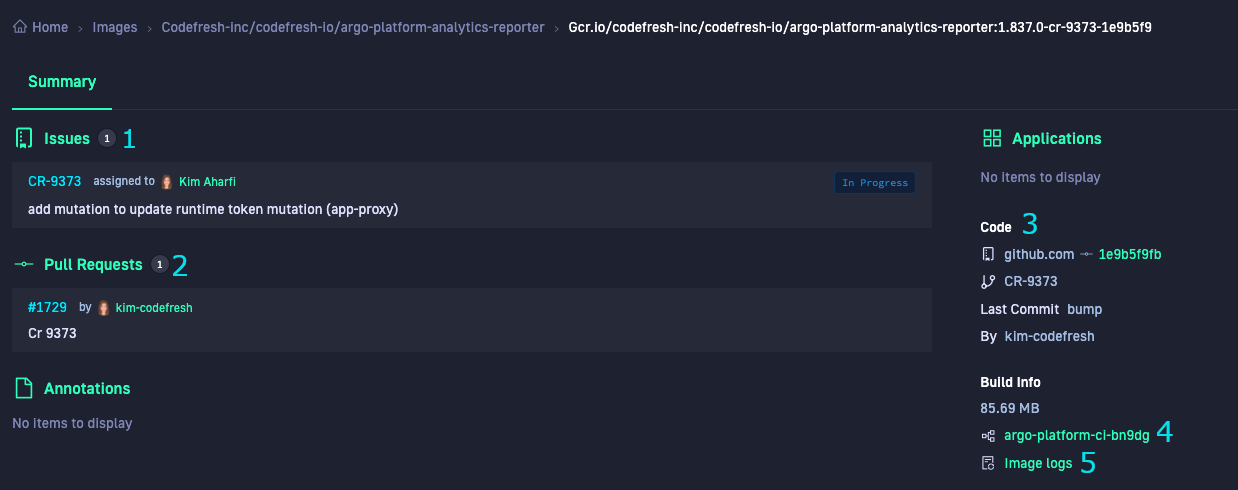 Home › Images › Codefresh-inc/codefresh-io/argo-platform-analytics-reporter › Gcr.io/codefresh-inc/codefresh-io/argo-platform-analytics-reporter:1.837.0-cr-9373-1e9b5f9
Summary
Issues 1 1
CR-9373 assigned to Kim Aharfi In Progress
add mutation to update runtime token mutation (app-proxy)
Pull Requests 1 2
#1729 by kim-codefresh
Cr 9373
Annotations
No items to display
Applications
No items to display
Code 3
github.com 1e9b5f9fb
CR-9373
Last Commit bump
By kim-codefresh
Build Info
85.69 MB
argo-platform-ci-bn9dg 4
Image logs 5